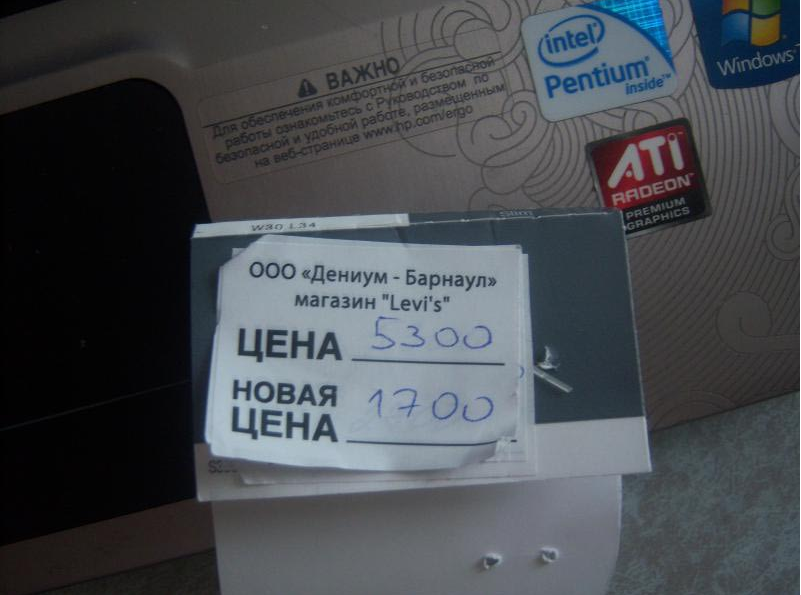 ВАЖНО
Для обеспечения комфортной и безопасной
работы ознакомьтесь с Руководством по
безопасной и удобной работе, размещенным
на веб-странице www.hp.com/ergo
intel
Pentium®
inside™
Windows
ATI
RADEON™
PREMIUM
GRAPHICS
W30 L34
ООО «Дениум - Барнаул»
магазин "Levi's"
ЦЕНА 5300
НОВАЯ
ЦЕНА 1700